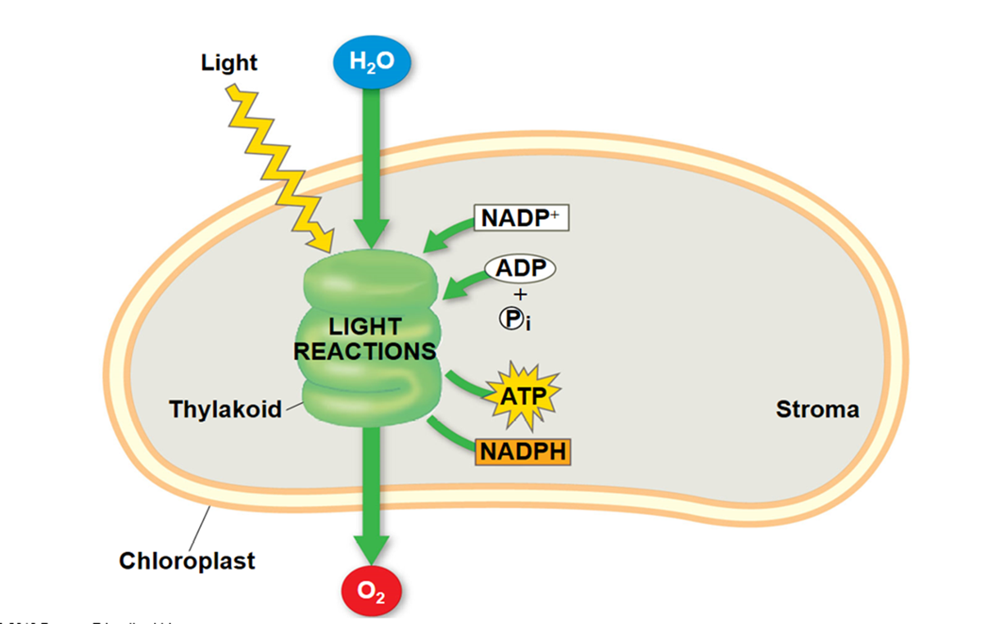 Light
H₂O
NADP⁺
ADP
+
Pi
LIGHT
REACTIONS
ATP
Thylakoid
Stroma
NADPH
Chloroplast
O₂